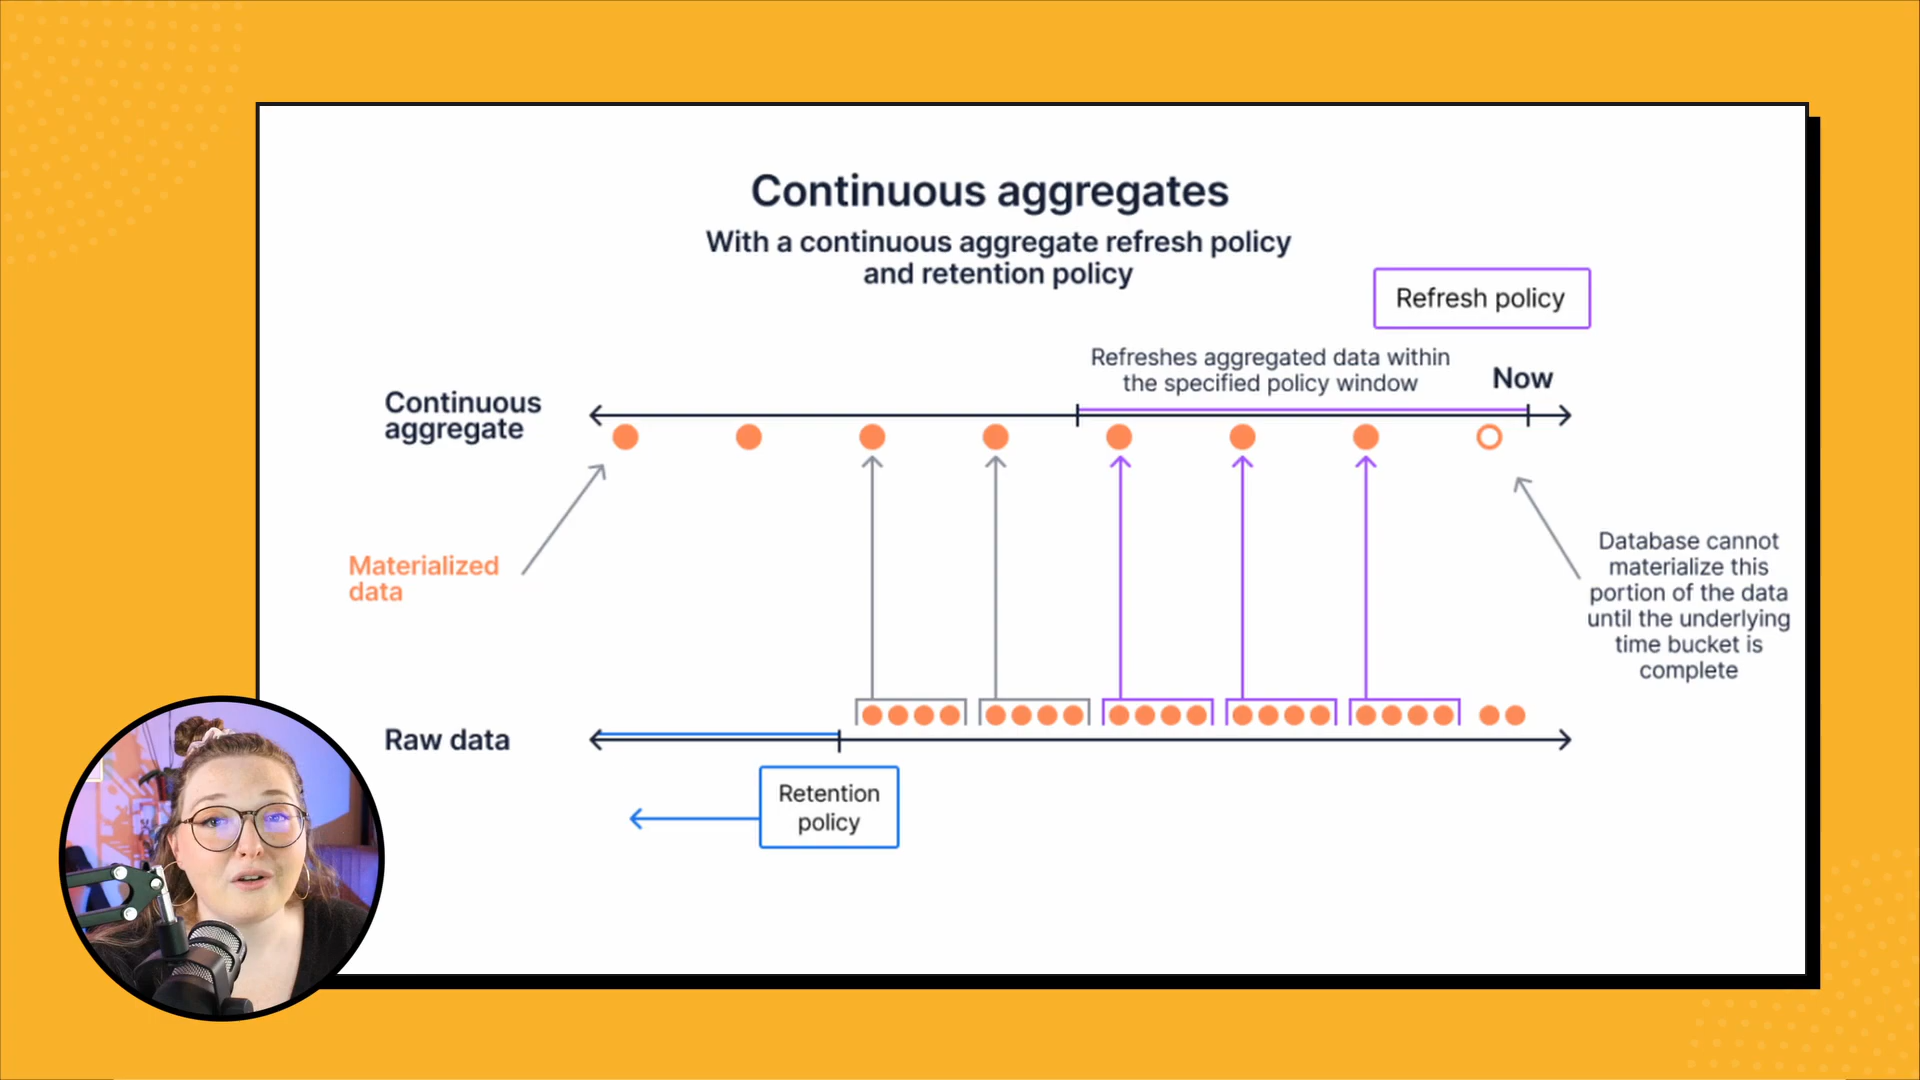 Continuous aggregates
With a continuous aggregate refresh policy
and retention policy
Refresh policy
Refreshes aggregated data within
the specified policy window
Now
Continuous
aggregate
Materialized
data
Database cannot
materialize this
portion of the data
until the underlying
time bucket is
complete
Raw data
Retention
policy